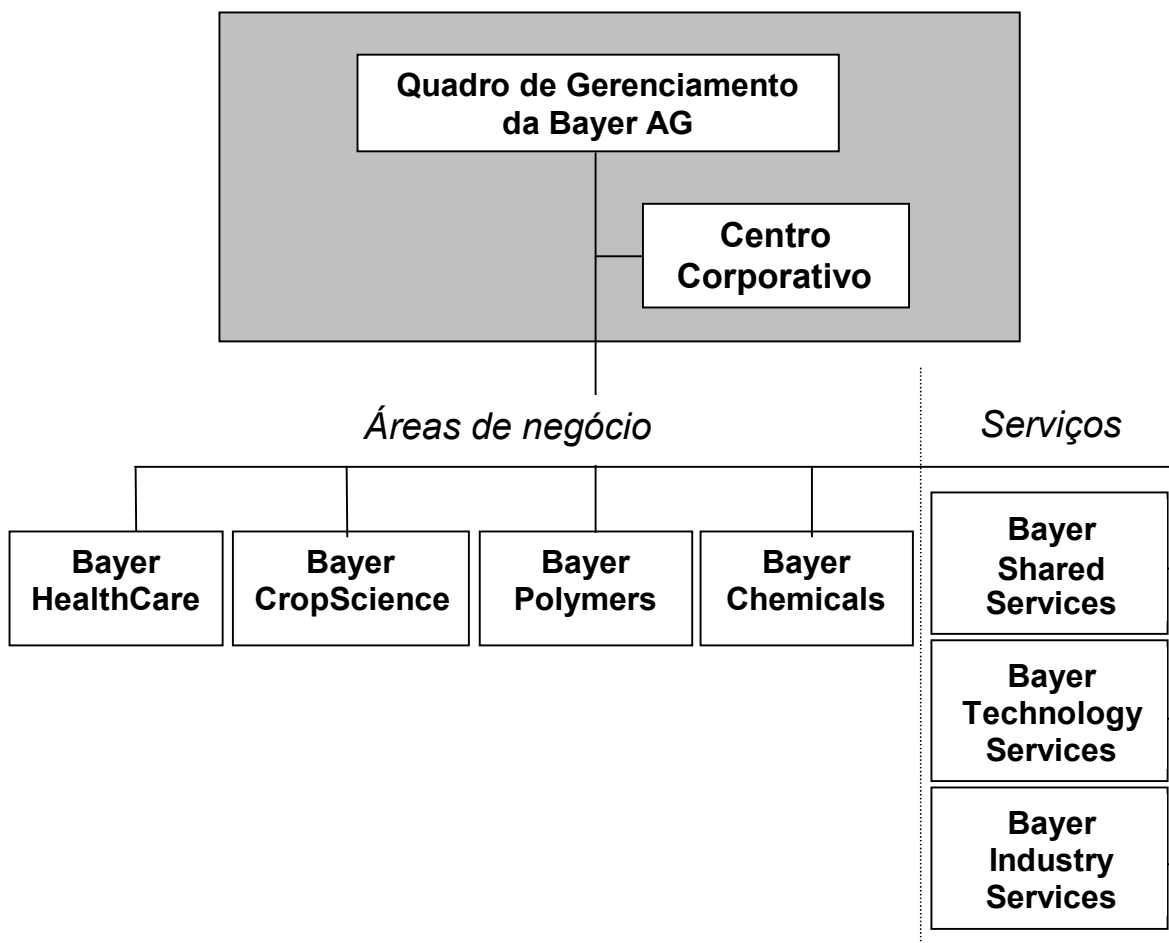 Quadro de Gerenciamento
da Bayer AG
Centro
Corporativo
Áreas de negócio
Serviços
Bayer
HealthCare
Bayer
CropScience
Bayer
Polymers
Bayer
Chemicals
Bayer
Shared
Services
Bayer
Technology
Services
Bayer
Industry
Services